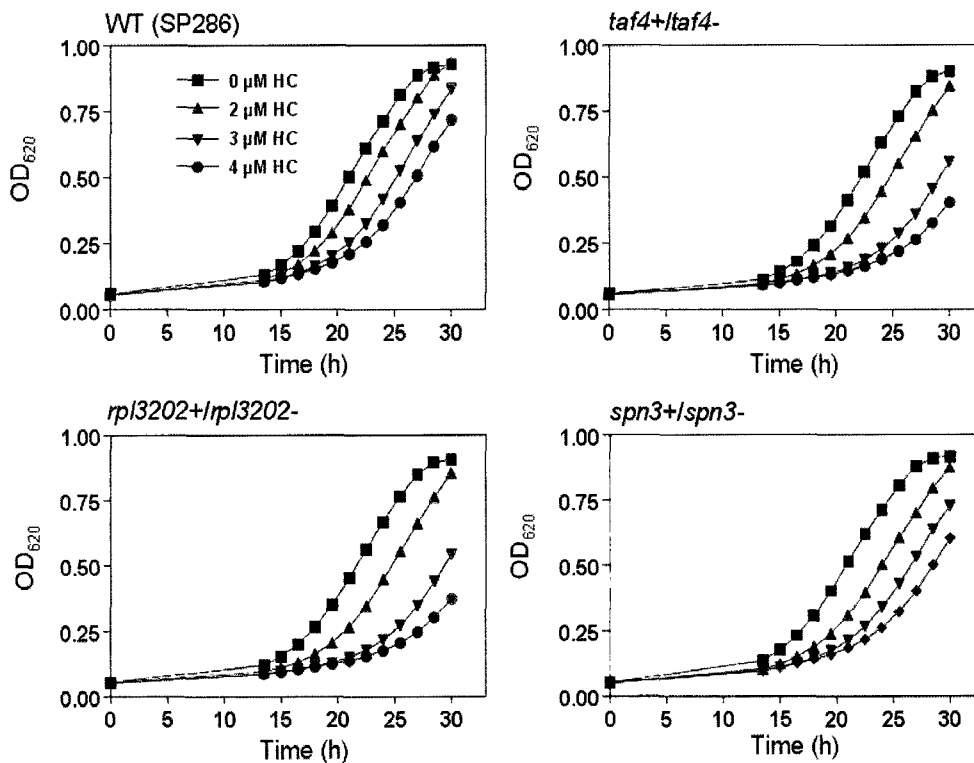 WT (SP286)
1.00
0.75
0.50
0.25
0.00
OD620
0 µM HC
2 µM HC
3 µM HC
4 µM HC
0 5 10 15 20 25 30
Time (h)
taf4+/taf4-
1.00
0.75
0.50
0.25
0.00
OD620
0 5 10 15 20 25 30
Time (h)
rpl3202+/rpl3202-
1.00
0.75
0.50
0.25
0.00
OD620
0 5 10 15 20 25 30
Time (h)
spn3+/spn3-
1.00
0.75
0.50
0.25
0.00
OD620
0 5 10 15 20 25 30
Time (h)